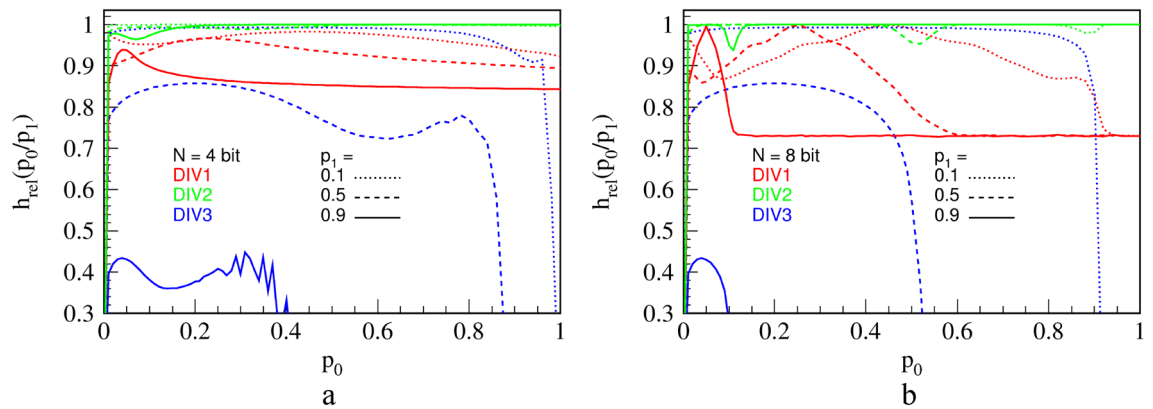 1
0.9
0.8
0.7
0.6
0.5
0.4
0.3
h_rel(p_0/p_1)
N = 4 bit p_1 =
DIV1 0.1
DIV2 0.5
DIV3 0.9
0 0.2 0.4 0.6 0.8 1
p_0
a
1
0.9
0.8
0.7
0.6
0.5
0.4
0.3
h_rel(p_0/p_1)
N = 8 bit p_1 =
DIV1 0.1
DIV2 0.5
DIV3 0.9
0 0.2 0.4 0.6 0.8 1
p_0
b